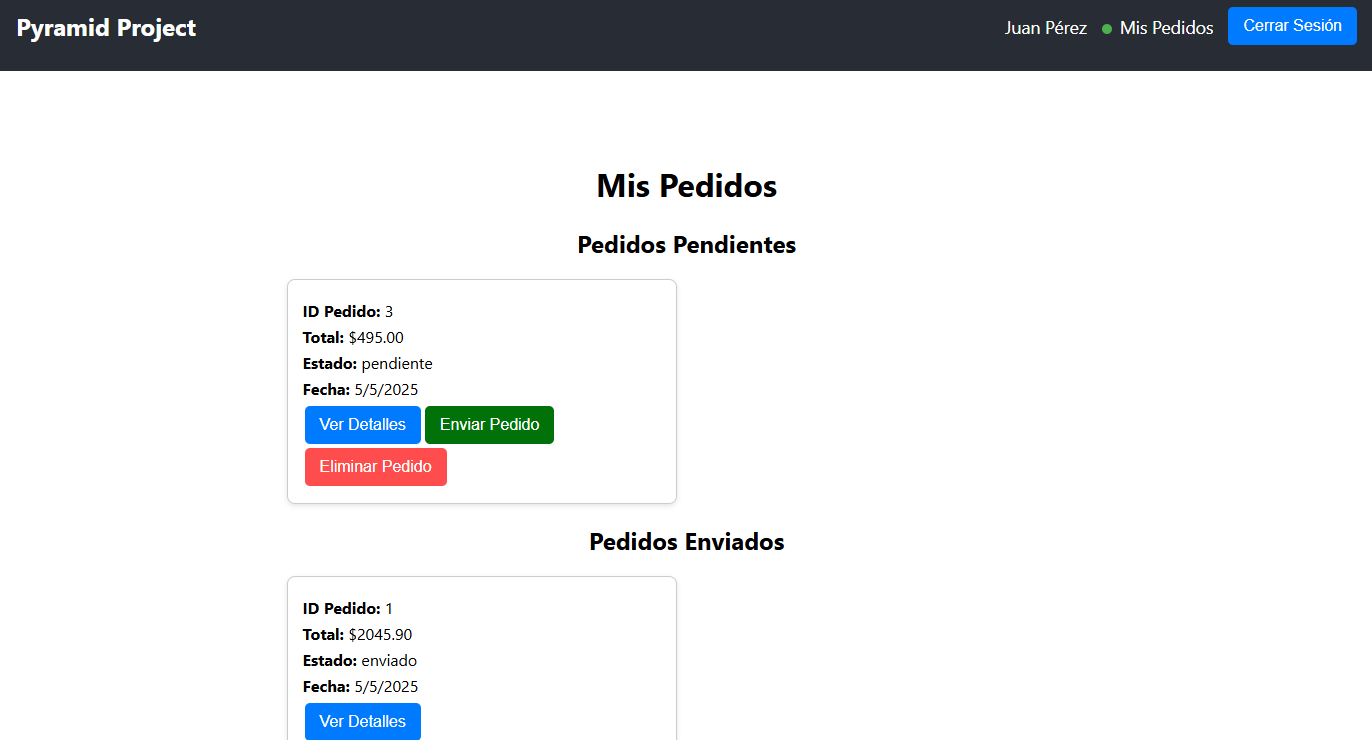 Pyramid Project
Juan Pérez Mis Pedidos Cerrar Sesión
Mis Pedidos
Pedidos Pendientes
ID Pedido: 3
Total: $495.00
Estado: pendiente
Fecha: 5/5/2025
Ver Detalles Enviar Pedido
Eliminar Pedido
Pedidos Enviados
ID Pedido: 1
Total: $2045.90
Estado: enviado
Fecha: 5/5/2025
Ver Detalles